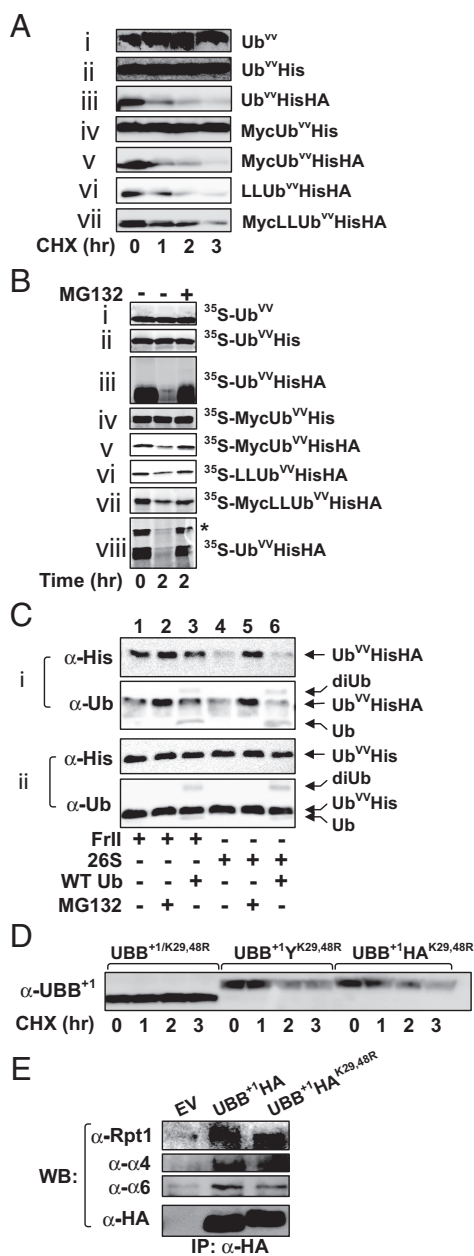 A
i Ub^vv
ii Ub^vvHis
iii Ub^vvHisHA
iv MycUb^vvHis
v MycUb^vvHisHA
vi LLUb^vvHisHA
vii MycLLUb^vvHisHA
CHX (hr) 0 1 2 3
B
MG132 - - +
i ³⁵S-Ub^VV
ii ³⁵S-Ub^VVHis
iii ³⁵S-Ub^VVHisHA
iv ³⁵S-MycUb^VVHis
v ³⁵S-MycUb^VVHisHA
vi ³⁵S-LLUb^VVHisHA
vii ³⁵S-MycLLUb^VVHisHA
*
viii ³⁵S-Ub^VVHisHA
Time (hr) 0 2 2
C
1 2 3 4 5 6
i α-His Ub^VVHisHA
α-Ub diUb
Ub^VVHisHA
Ub
ii α-His Ub^VVHis
α-Ub diUb
Ub^VVHis
Ub
FrII + + + - - -
26S - - - + + +
WT Ub - - + - - +
MG132 - + - - + -
D
UBB^+1/K29,48R UBB^+1Y^K29,48R UBB^+1HA^K29,48R
α-UBB^+1
CHX (hr) 0 1 2 3 0 1 2 3 0 1 2 3
E
EV UBB^+1HA UBB^+1HA^K29,48R
WB:
α-Rpt1
α-α4
α-α6
α-HA
IP: α-HA